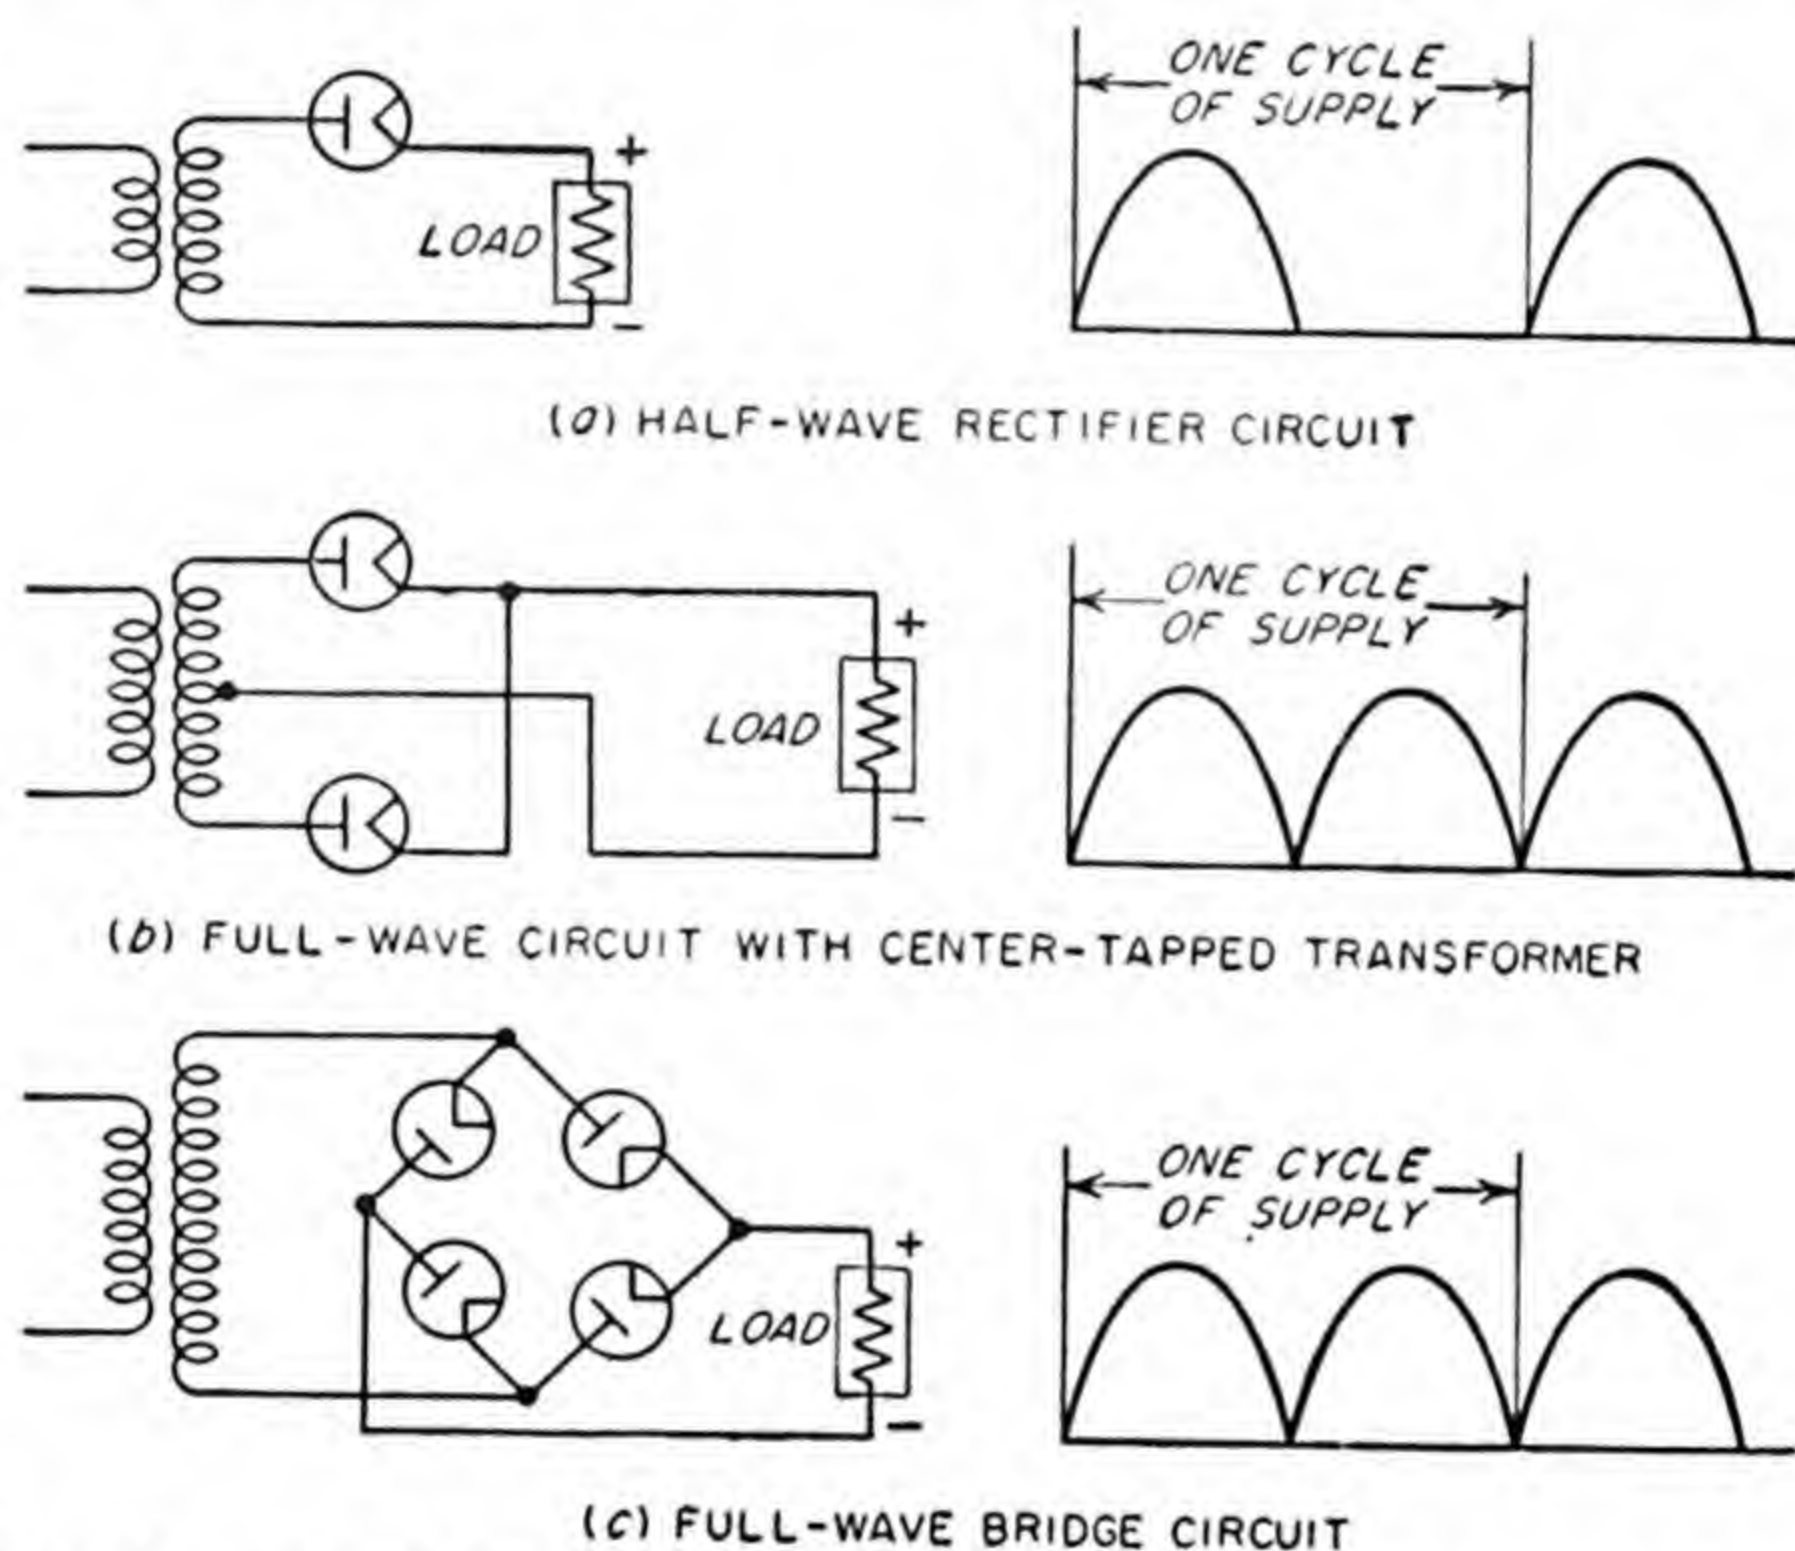 ONE CYCLE
OF SUPPLY
+
LOAD
-
(a) HALF-WAVE RECTIFIER CIRCUIT
ONE CYCLE
OF SUPPLY
+
LOAD
-
(b) FULL-WAVE CIRCUIT WITH CENTER-TAPPED TRANSFORMER
ONE CYCLE
OF SUPPLY
+
LOAD
-
(c) FULL-WAVE BRIDGE CIRCUIT